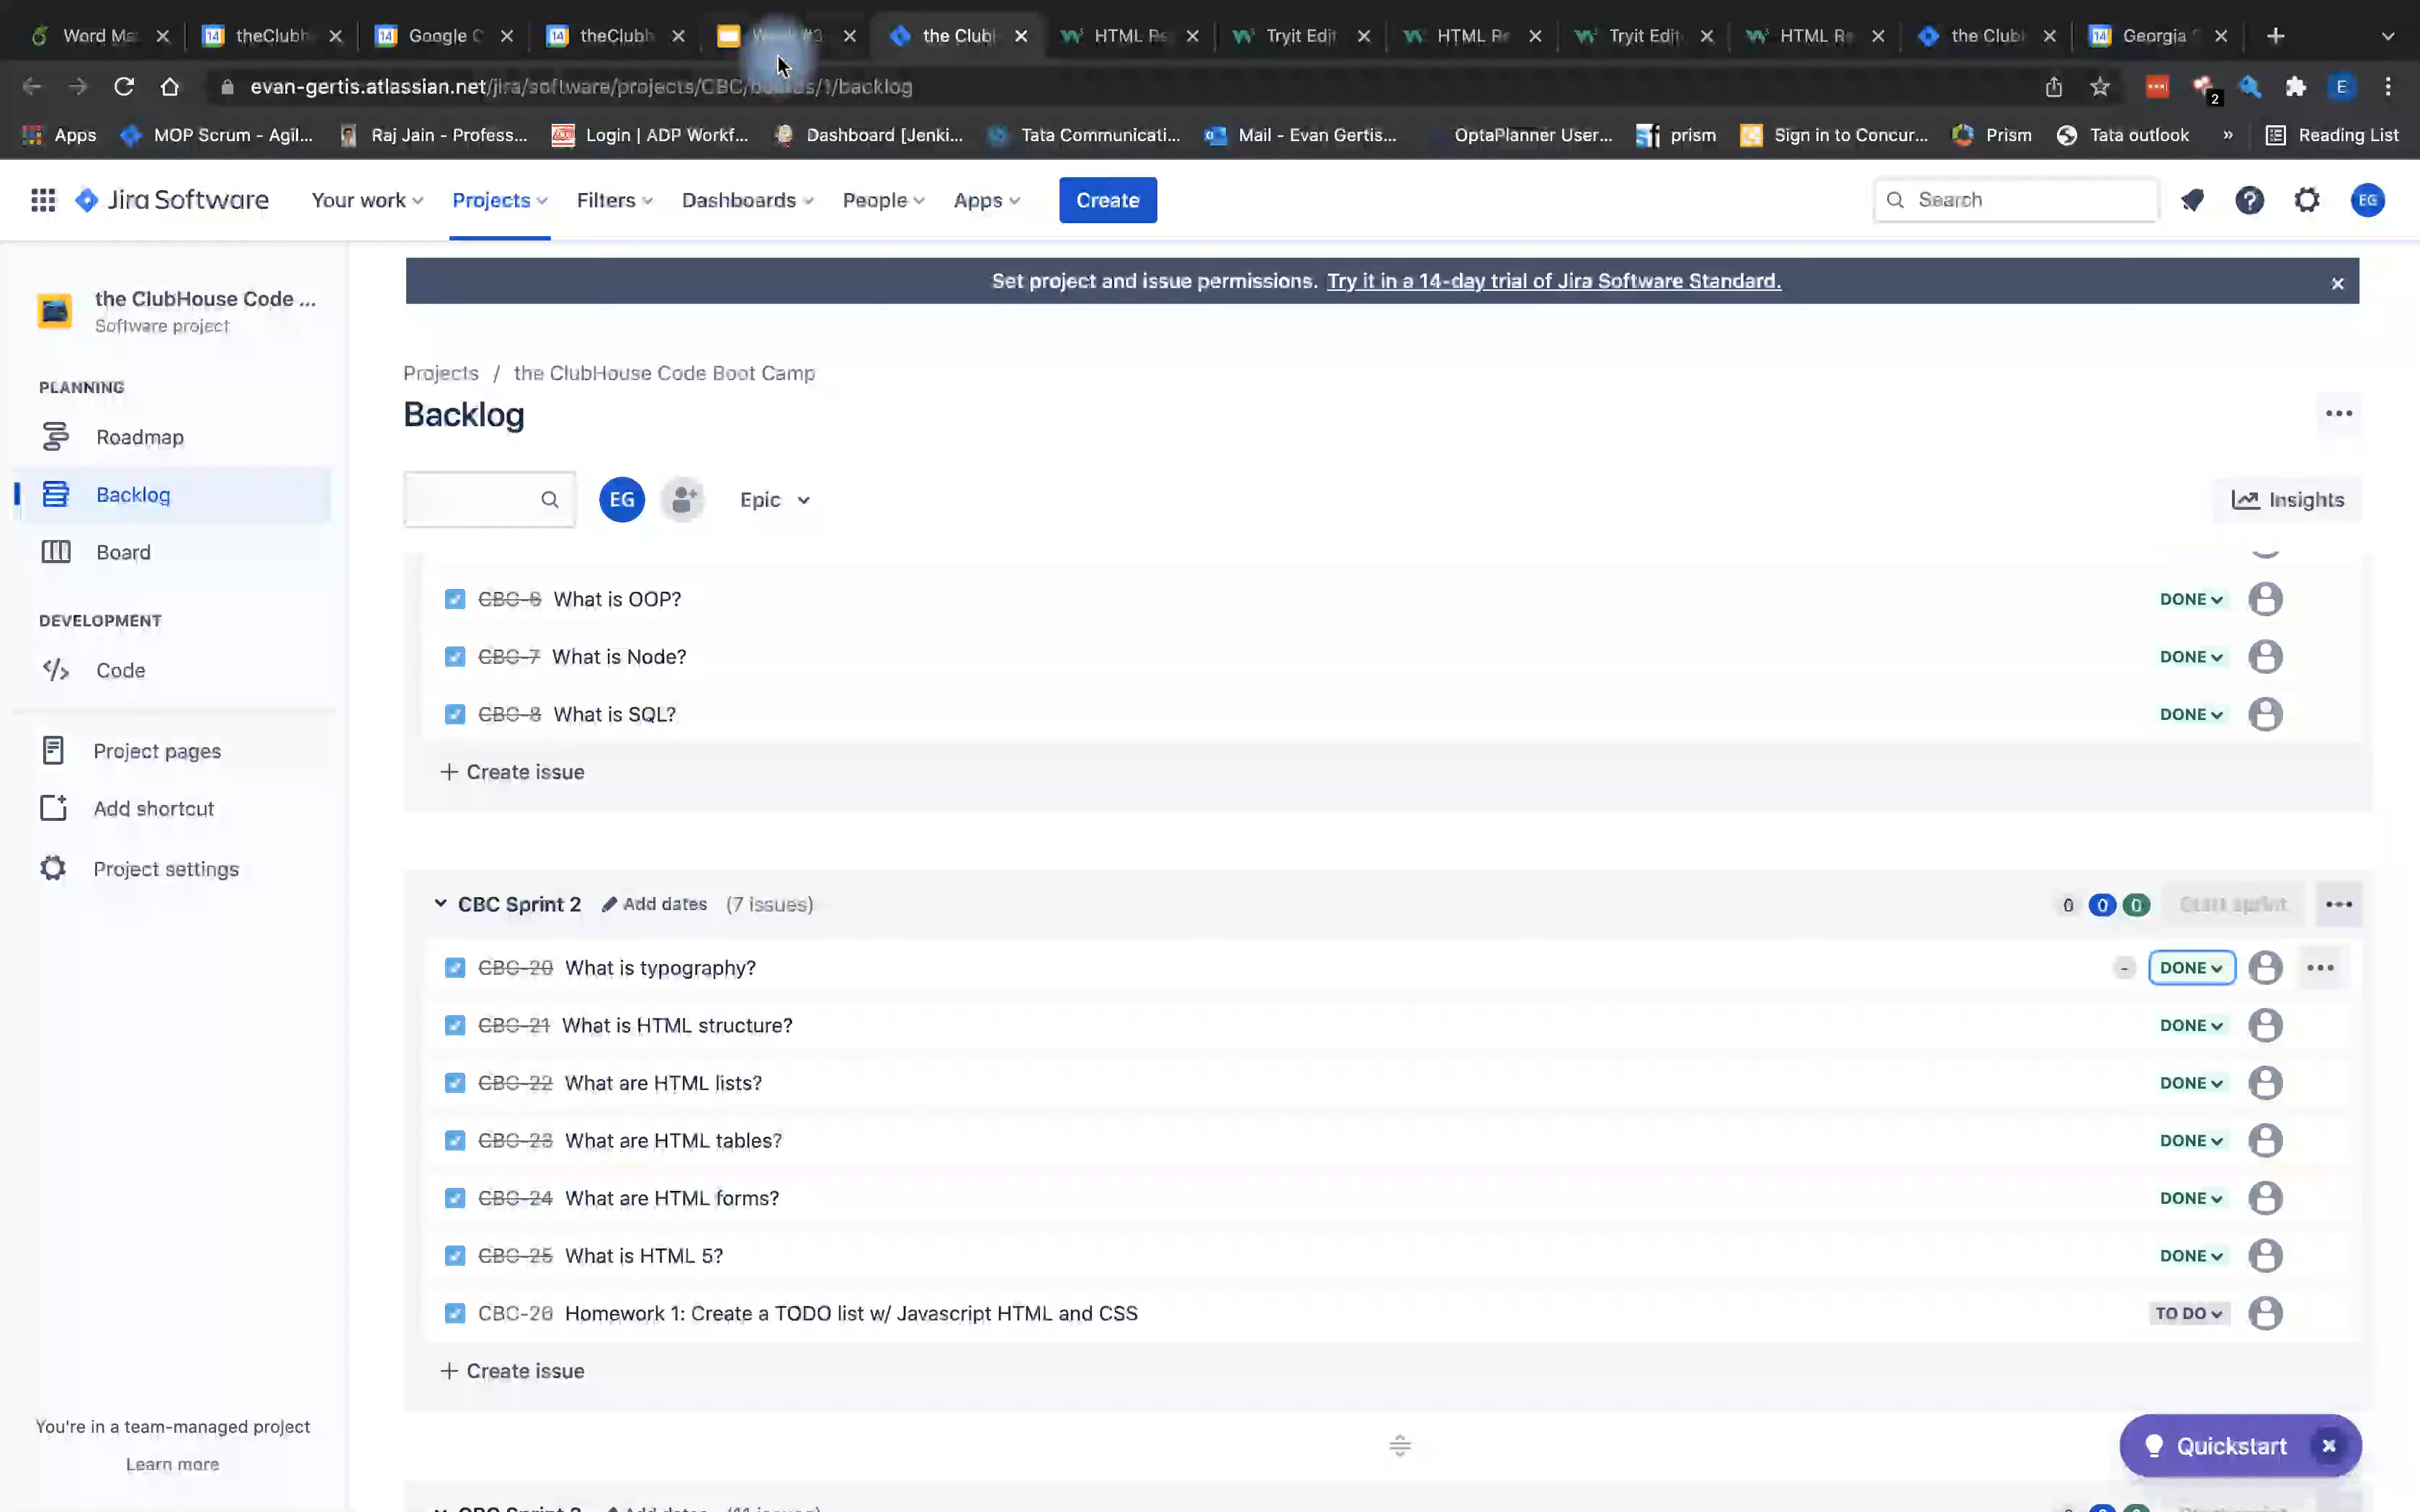 Word Ma
theClubh
Google C
theClubh
#3
the Club
HTML Re
Tryit Edit
HTML Re
Tryit Edit
HTML Re
the Club
Georgia
evan-gertis.atlassian.net/jira/software/projects/CBC/boards/1/backlog
2
E
Apps
MOP Scrum - Agil...
Raj Jain - Profess...
Login | ADP Workf...
Dashboard [Jenki...
Tata Communicati...
Mail - Evan Gertis...
OptaPlanner User...
prism
Sign in to Concur...
Prism
Tata outlook
»
Reading List
Jira Software
Your work
Projects
Filters
Dashboards
People
Apps
Create
Search
EG
the ClubHouse Code ...
Software project
PLANNING
Roadmap
Backlog
Board
DEVELOPMENT
Code
Project pages
Add shortcut
Project settings
You're in a team-managed project
Learn more
Set project and issue permissions. Try it in a 14-day trial of Jira Software Standard.
Projects / the ClubHouse Code Boot Camp
Backlog
EG
Epic
Insights
CBC-6 What is OOP? DONE
CBC-7 What is Node? DONE
CBC-8 What is SQL? DONE
+ Create issue
CBC Sprint 2 Add dates (7 issues) 0 0 0 Start sprint
CBC-20 What is typography? - DONE
CBC-21 What is HTML structure? DONE
CBC-22 What are HTML lists? DONE
CBC-23 What are HTML tables? DONE
CBC-24 What are HTML forms? DONE
CBC-25 What is HTML 5? DONE
CBC-26 Homework 1: Create a TODO list w/ Javascript HTML and CSS TO DO
+ Create issue
Quickstart